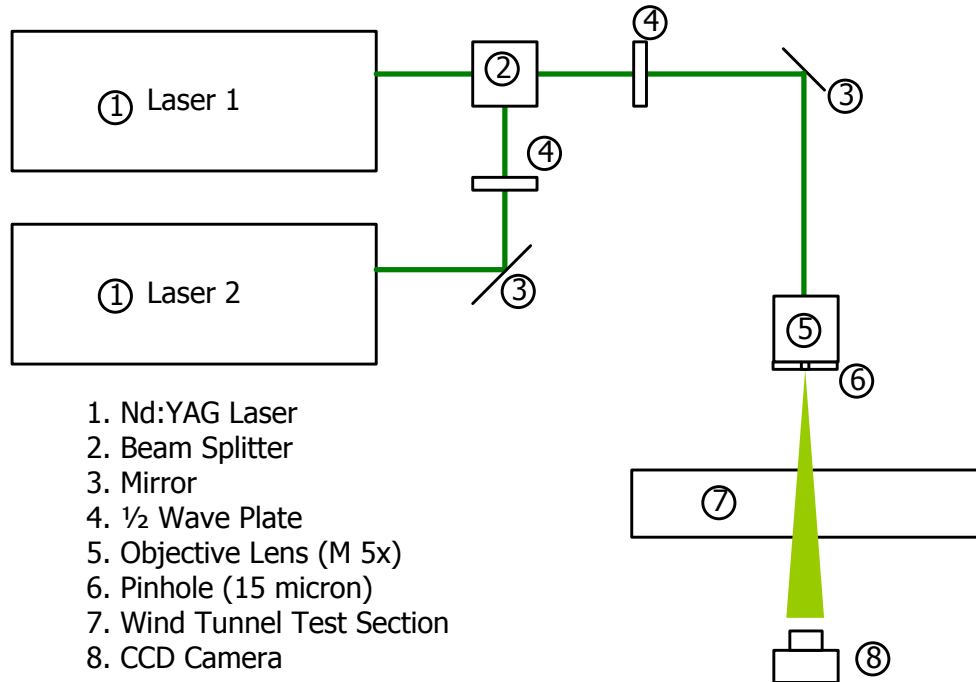 ④
① Laser 1
②
③
④
① Laser 2
③
⑤
⑥
1. Nd:YAG Laser
2. Beam Splitter
3. Mirror
4. ½ Wave Plate
5. Objective Lens (M 5x)
6. Pinhole (15 micron)
7. Wind Tunnel Test Section
8. CCD Camera
⑦
⑧